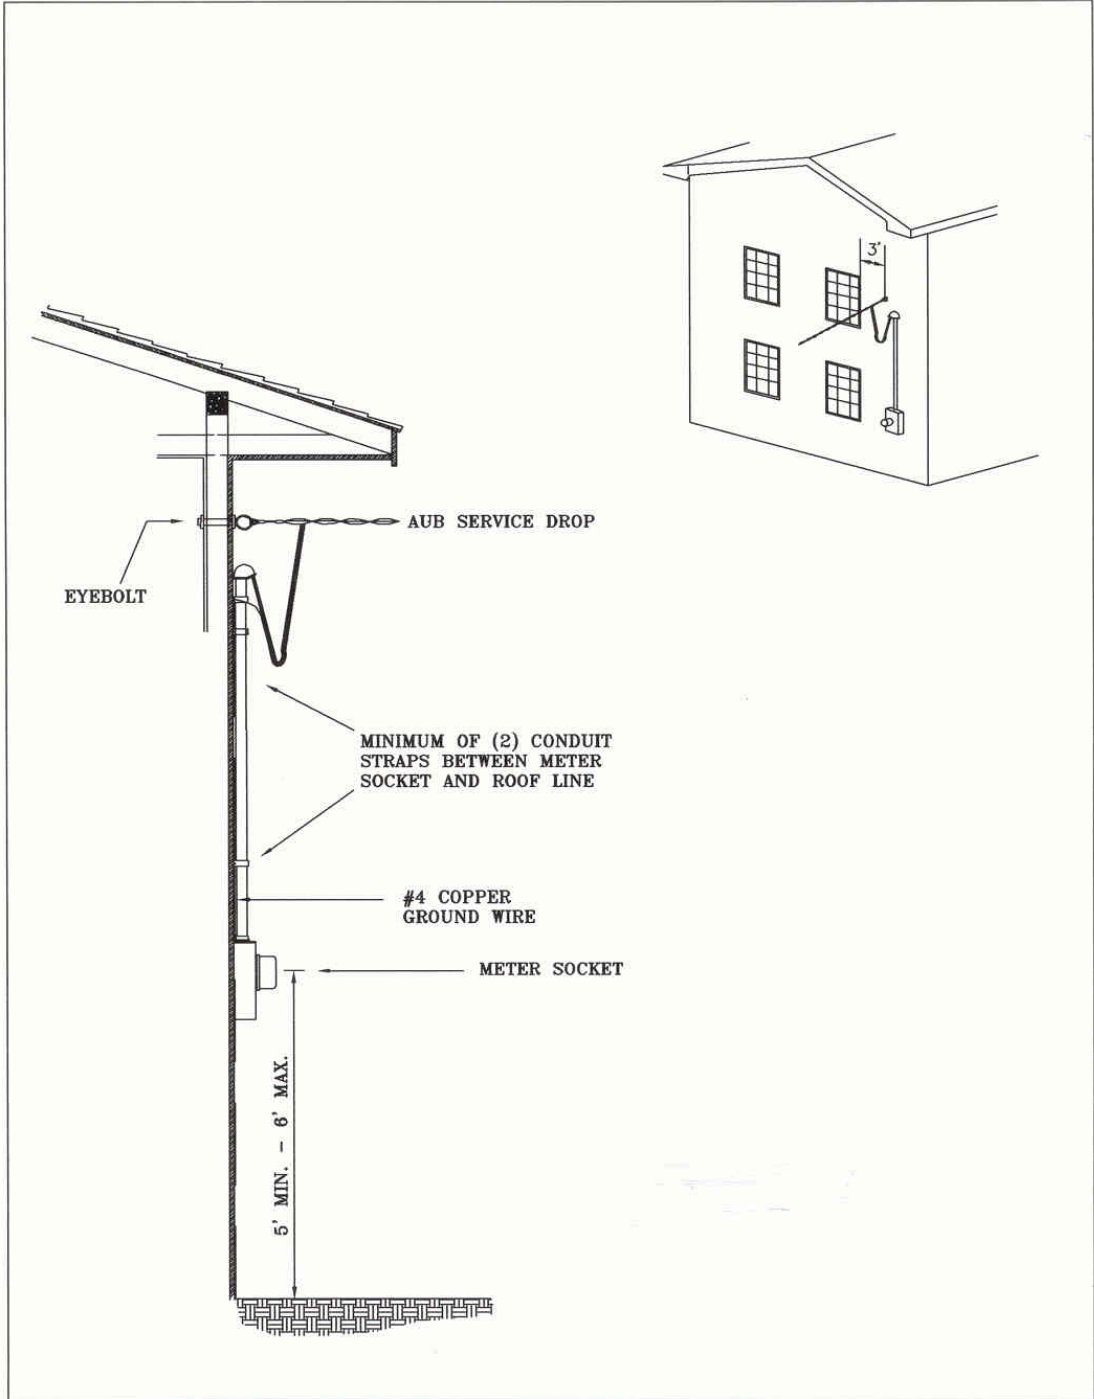 3'
AUB SERVICE DROP
EYEBOLT
MINIMUM OF (2) CONDUIT
STRAPS BETWEEN METER
SOCKET AND ROOF LINE
#4 COPPER
GROUND WIRE
METER SOCKET
5' MIN. - 6' MAX.